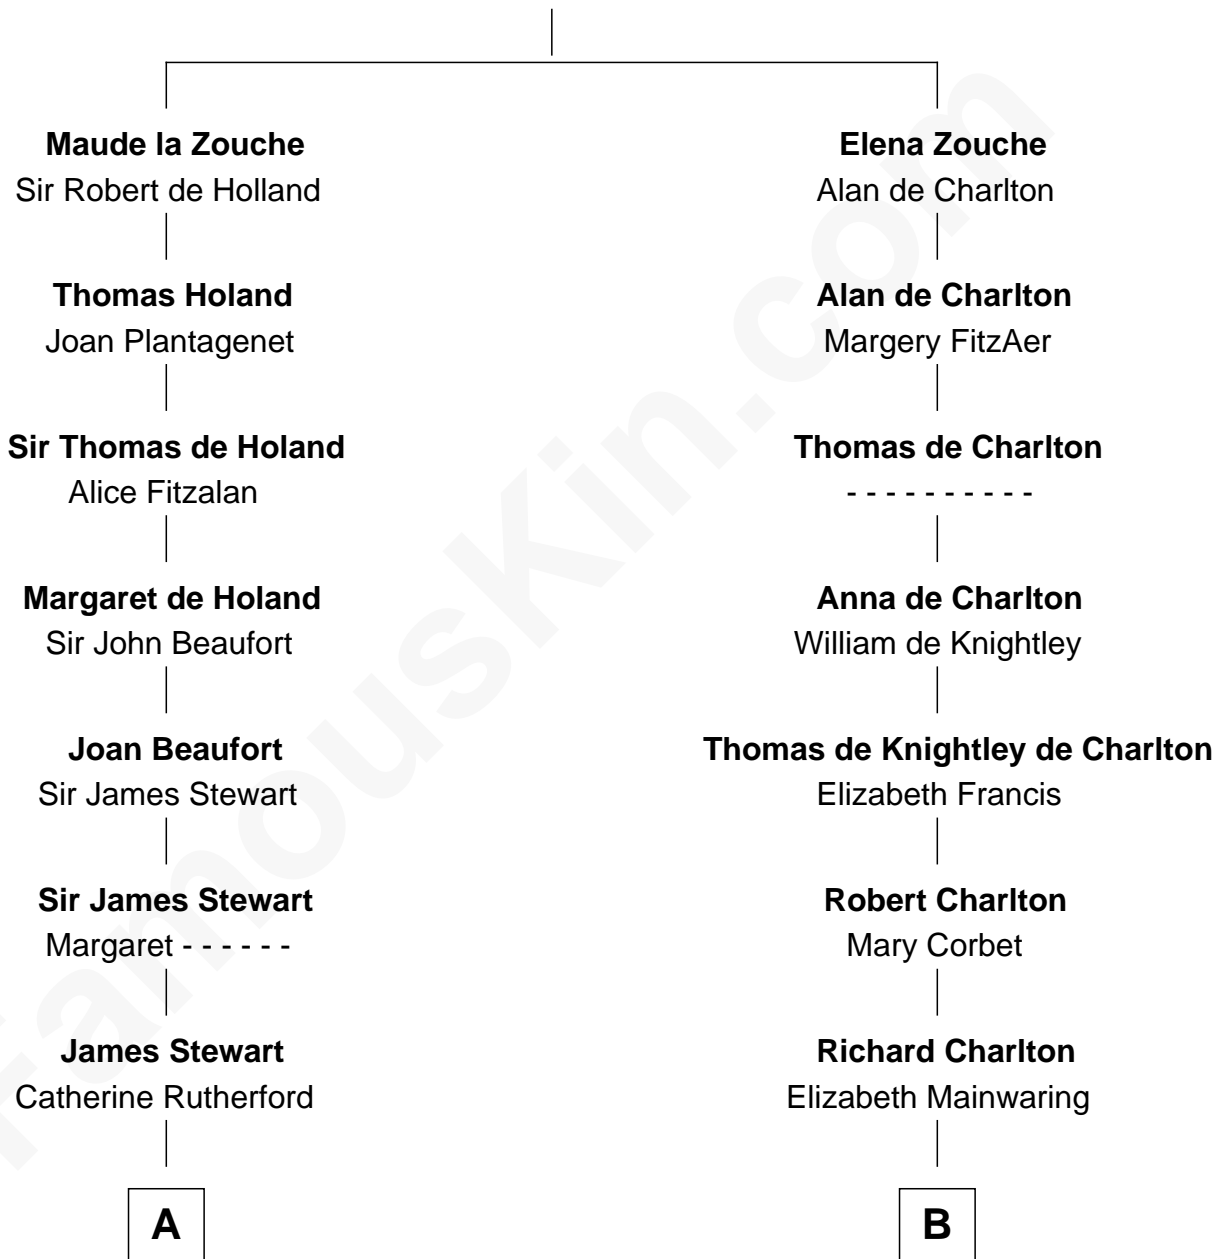 Maude la Zouche
Sir Robert de Holland
Thomas Holand
Joan Plantagenet
Sir Thomas de Holand
Alice Fitzalan
Margaret de Holand
Sir John Beaufort
Joan Beaufort
Sir James Stewart
Sir James Stewart
Margaret - - - - - -
James Stewart
Catherine Rutherford
A
Elena Zouche
Alan de Charlton
Alan de Charlton
Margery FitzAer
Thomas de Charlton
- - - - - - - - - -
Anna de Charlton
William de Knightley
Thomas de Knightley de Charlton
Elizabeth Francis
Robert Charlton
Mary Corbet
Richard Charlton
Elizabeth Mainwaring
B
FamousKin.com